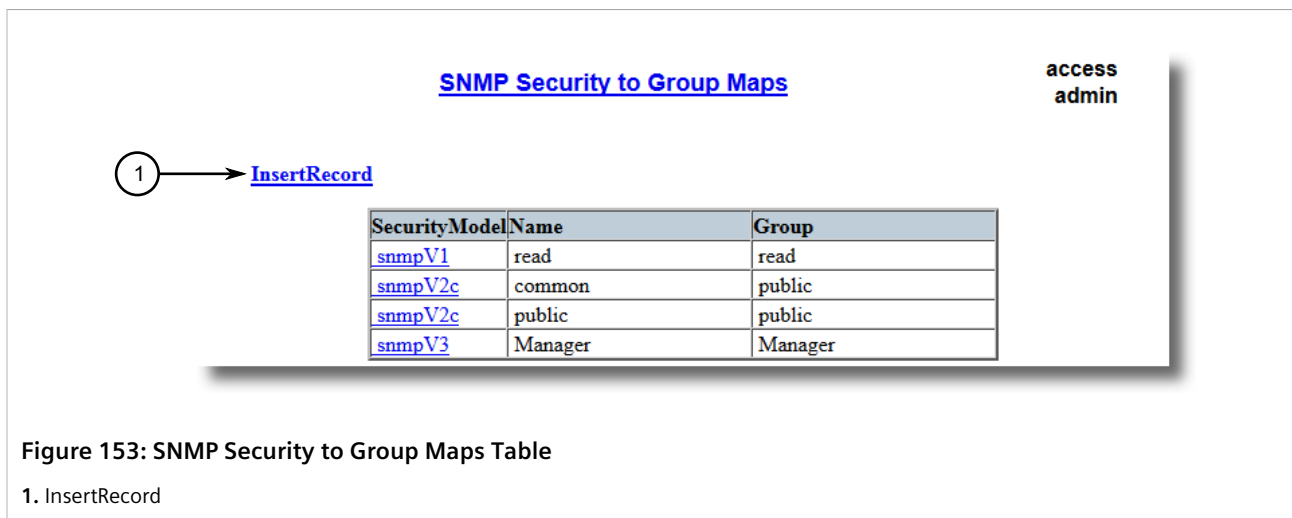 SNMP Security to Group Maps
access
admin
1
InsertRecord
SecurityModel Name Group
snmpV1 read read
snmpV2c common public
snmpV2c public public
snmpV3 Manager Manager
Figure 153: SNMP Security to Group Maps Table
1. InsertRecord